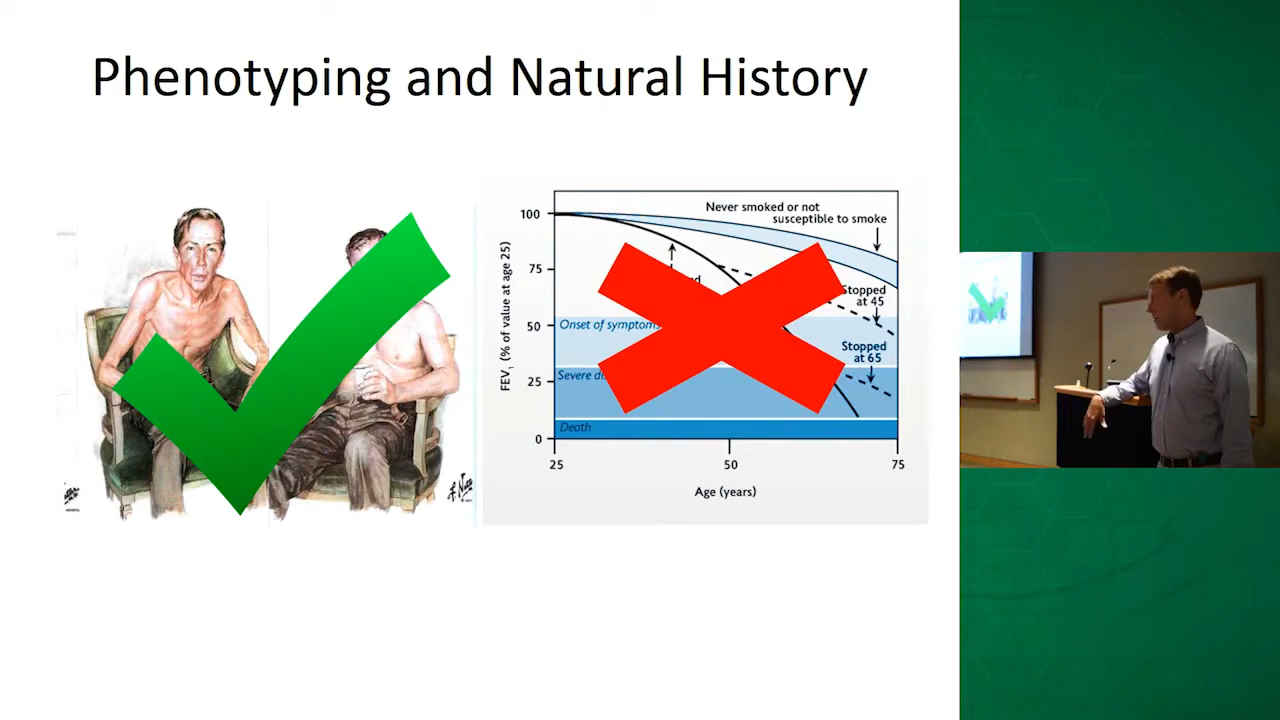 Phenotyping and Natural History
Never smoked or not
susceptible to smoke
100
75
50
25
0
FEV1 (% of value at age 25)
Stopped
at 45
Onset of symptoms
Stopped
at 65
Severe
Death
25
50
75
Age (years)